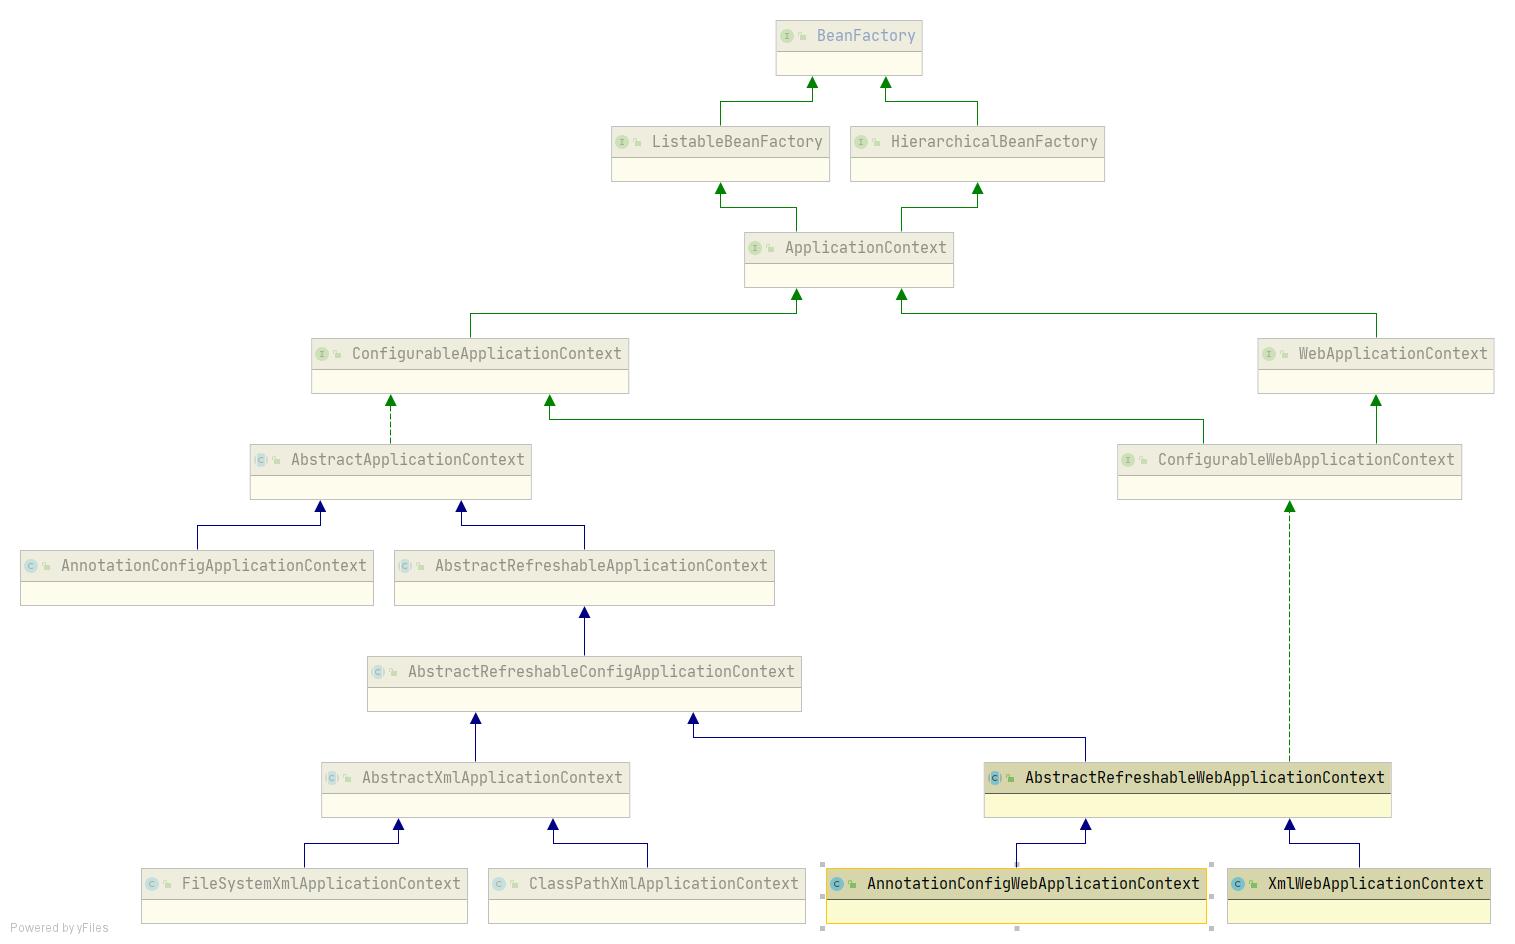 BeanFactory
ListableBeanFactory
HierarchicalBeanFactory
ApplicationContext
ConfigurableApplicationContext
WebApplicationContext
AbstractApplicationContext
ConfigurableWebApplicationContext
AnnotationConfigApplicationContext
AbstractRefreshableApplicationContext
AbstractRefreshableConfigApplicationContext
AbstractXmlApplicationContext
AbstractRefreshableWebApplicationContext
FileSystemXmlApplicationContext
ClassPathXmlApplicationContext
AnnotationConfigWebApplicationContext
XmlWebApplicationContext
Powered by yFiles